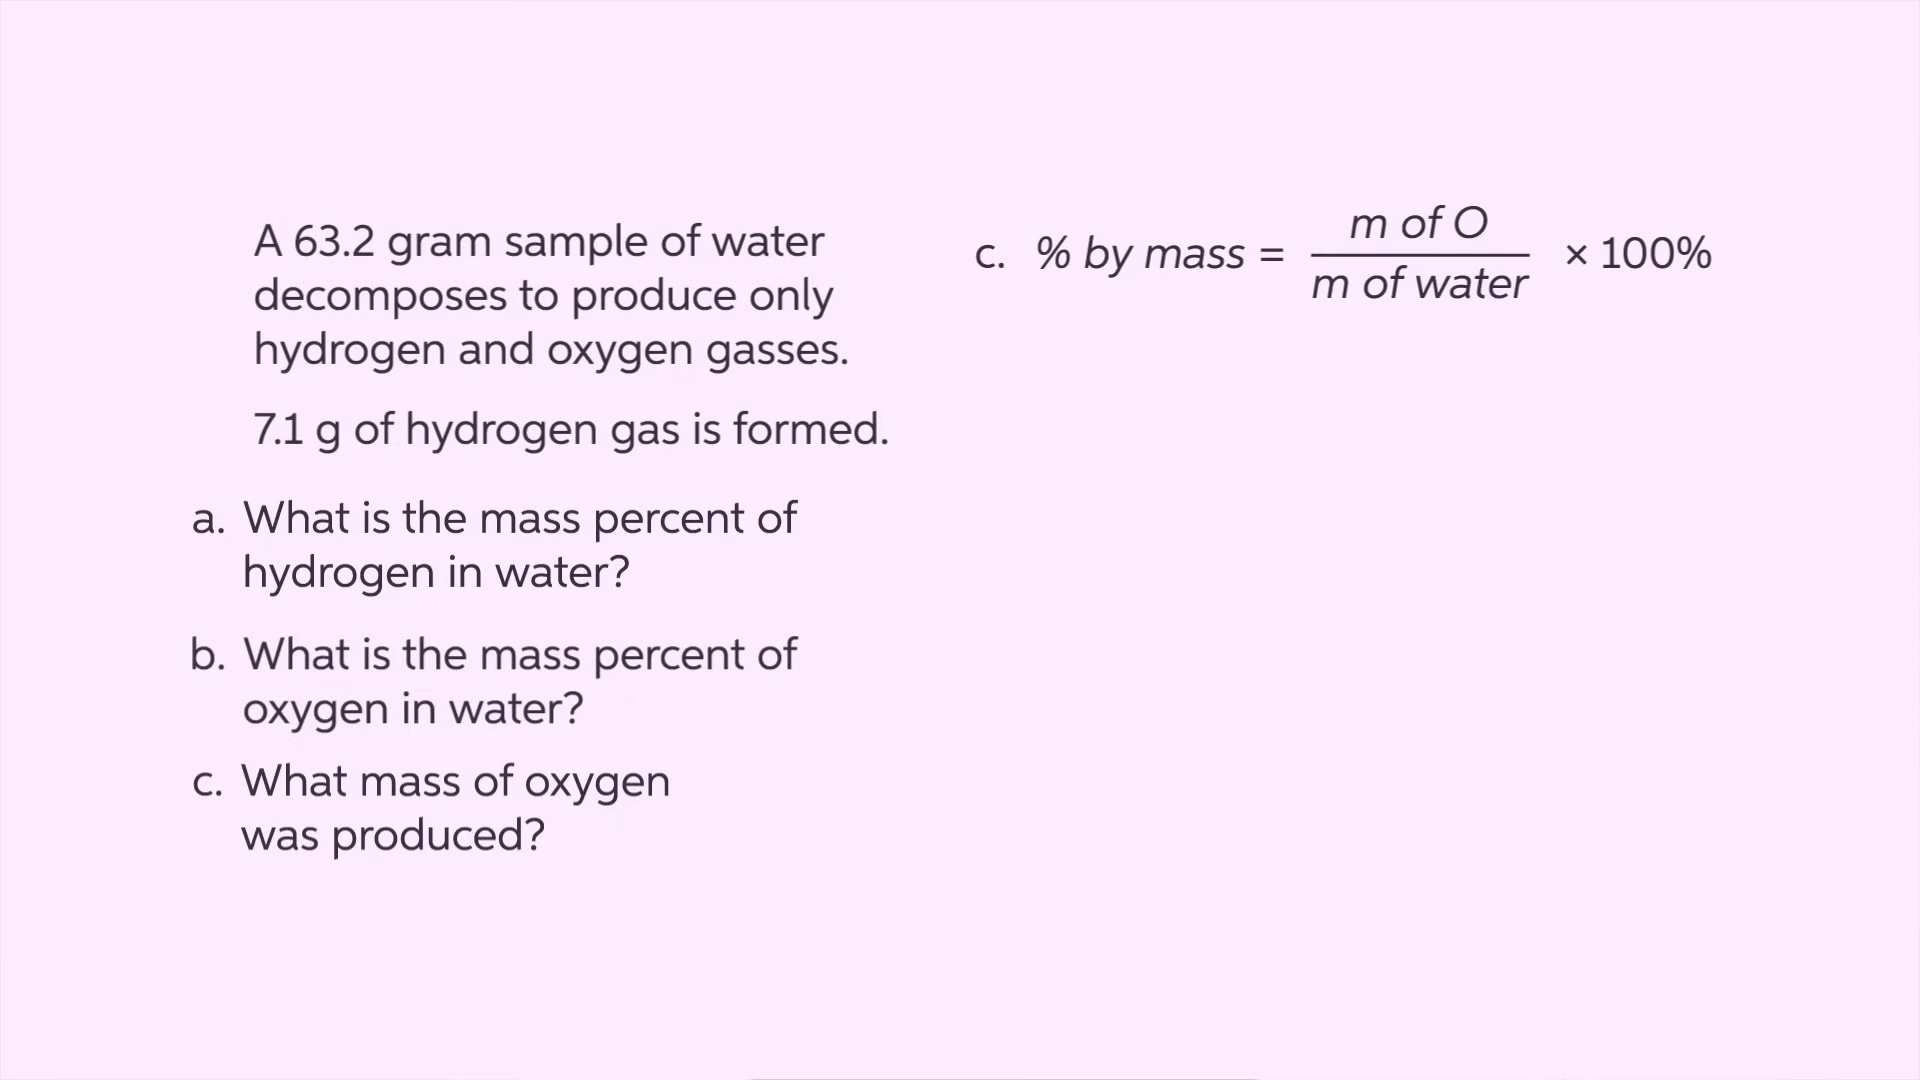 A 63.2 gram sample of water
decomposes to produce only
hydrogen and oxygen gasses.
7.1 g of hydrogen gas is formed.
a. What is the mass percent of
hydrogen in water?
b. What is the mass percent of
oxygen in water?
c. What mass of oxygen
was produced?
c. % by mass = m of O / m of water × 100%